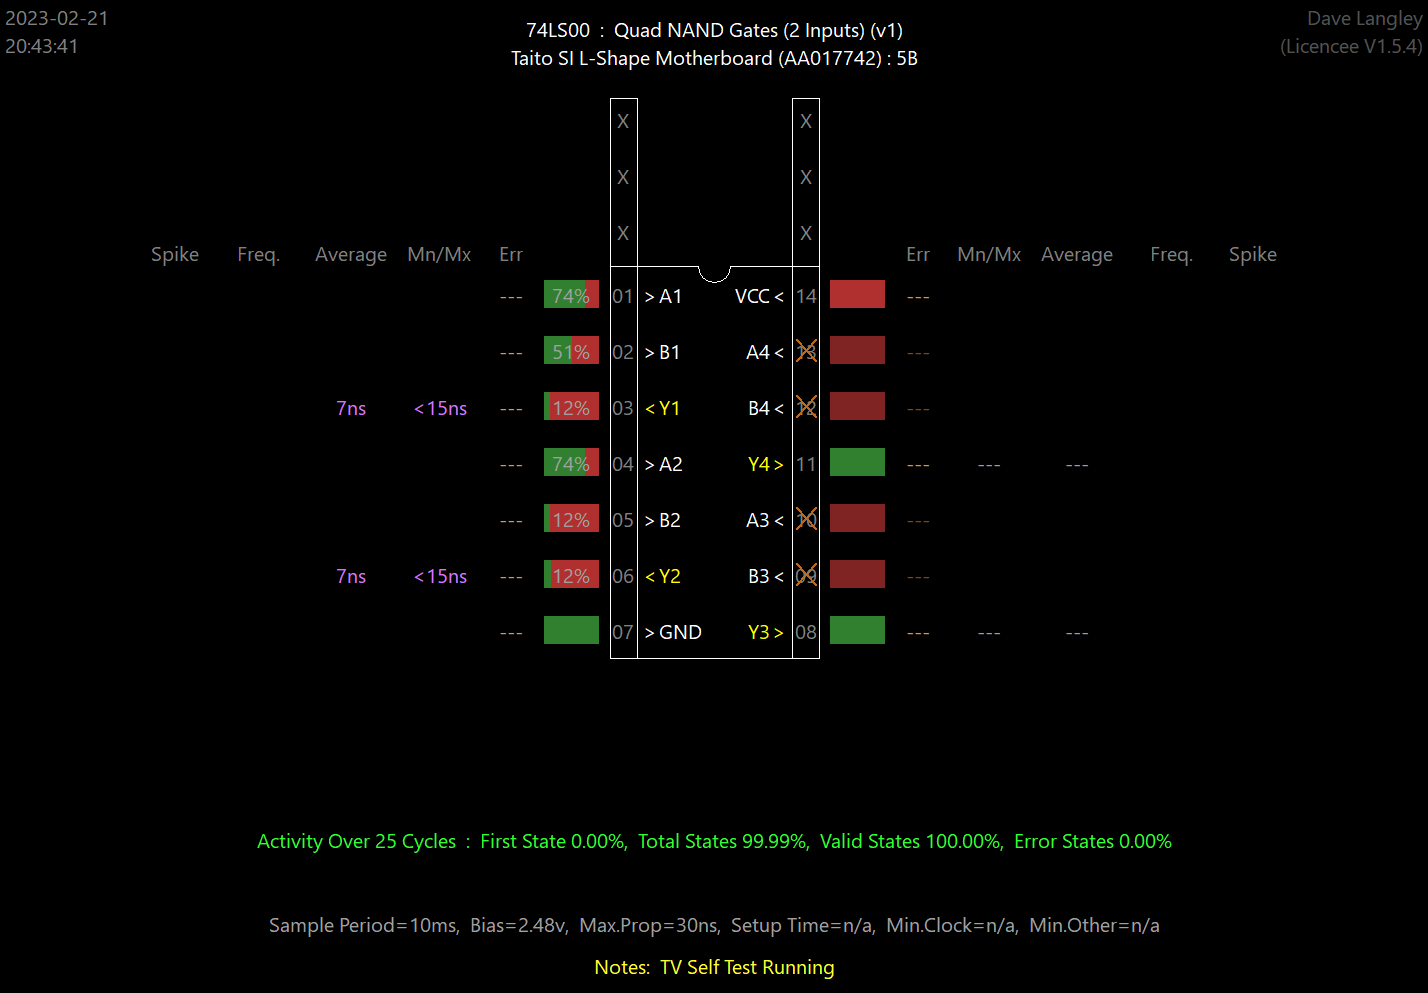 2023-02-21
20:43:41
74LS00 : Quad NAND Gates (2 Inputs) (v1)
Taito SI L-Shape Motherboard (AA017742) : 5B
Dave Langley
(Licencee V1.5.4)
X X
X X
X X
Spike Freq. Average Mn/Mx Err Err Mn/Mx Average Freq. Spike
--- 74% 01 > A1 VCC < 14 ---
--- 51% 02 > B1 A4 < 13 ---
7ns <15ns --- 12% 03 < Y1 B4 < 12 ---
--- 74% 04 > A2 Y4 > 11 --- --- ---
--- 12% 05 > B2 A3 < 10 ---
7ns <15ns --- 12% 06 < Y2 B3 < 09 ---
--- 07 > GND Y3 > 08 --- --- ---
Activity Over 25 Cycles : First State 0.00%, Total States 99.99%, Valid States 100.00%, Error States 0.00%
Sample Period=10ms, Bias=2.48v, Max.Prop=30ns, Setup Time=n/a, Min.Clock=n/a, Min.Other=n/a
Notes: TV Self Test Running